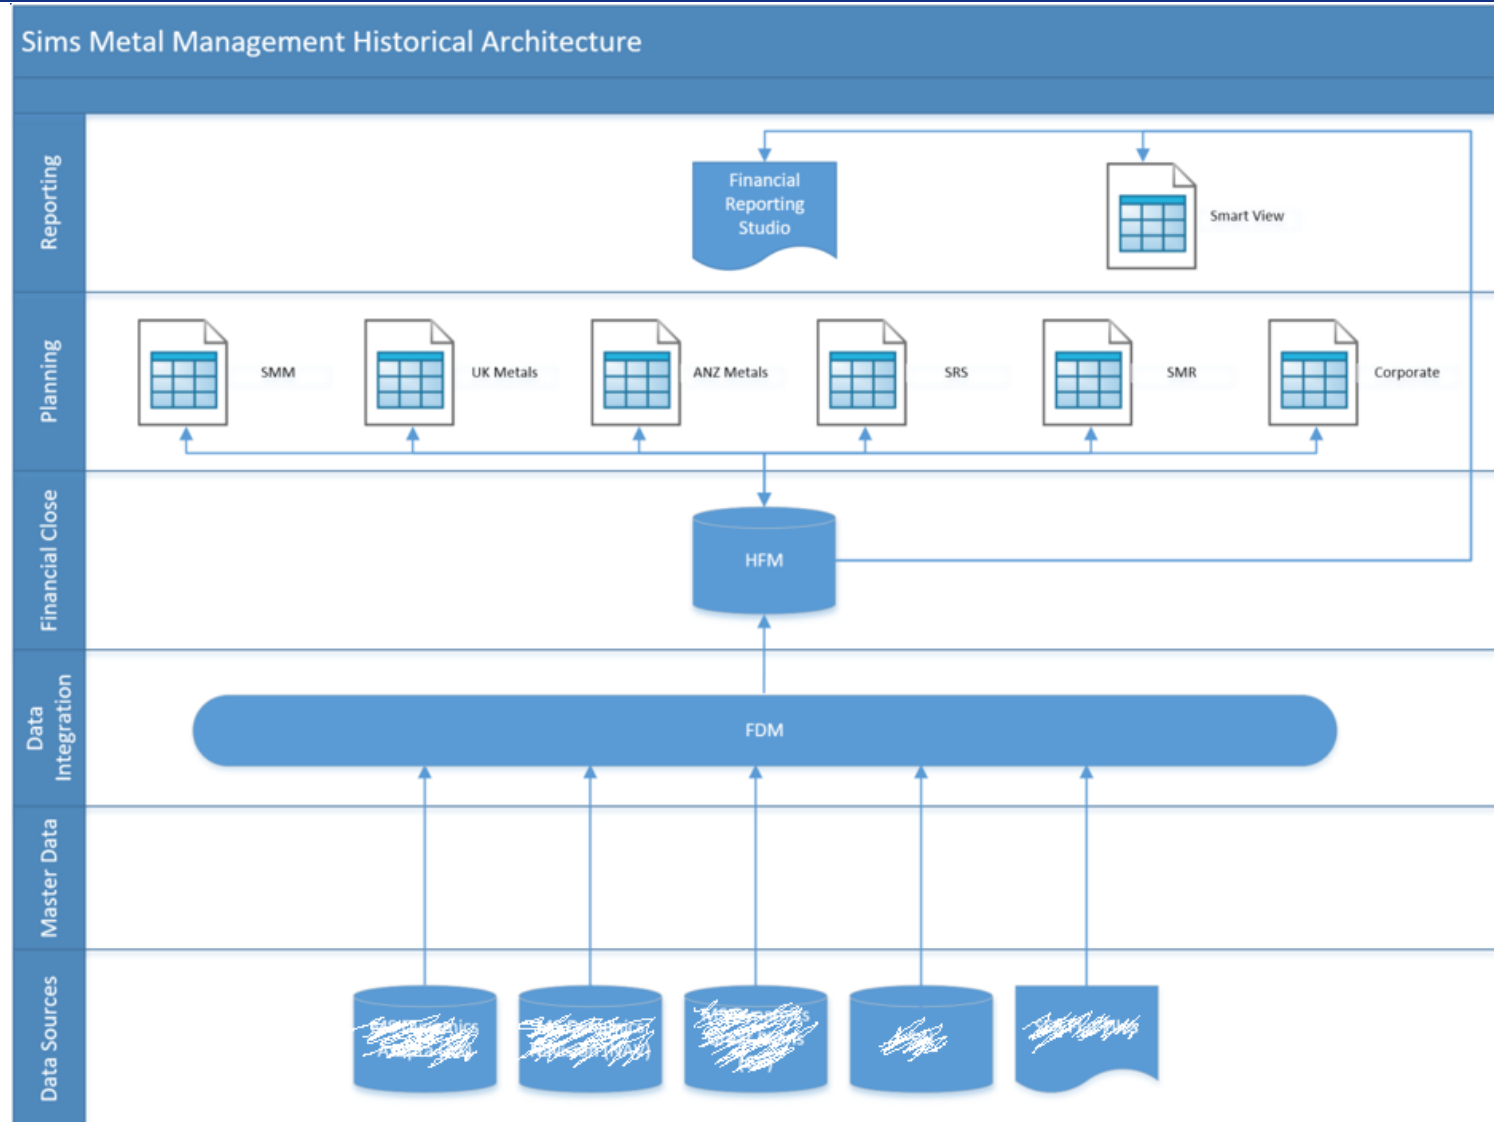 Sims Metal Management Historical Architecture
Reporting
Financial
Reporting
Studio
Smart View
Planning
SMM
UK Metals
ANZ Metals
SRS
SMR
Corporate
Financial Close
HFM
Data
Integration
FDM
Master Data
Data Sources